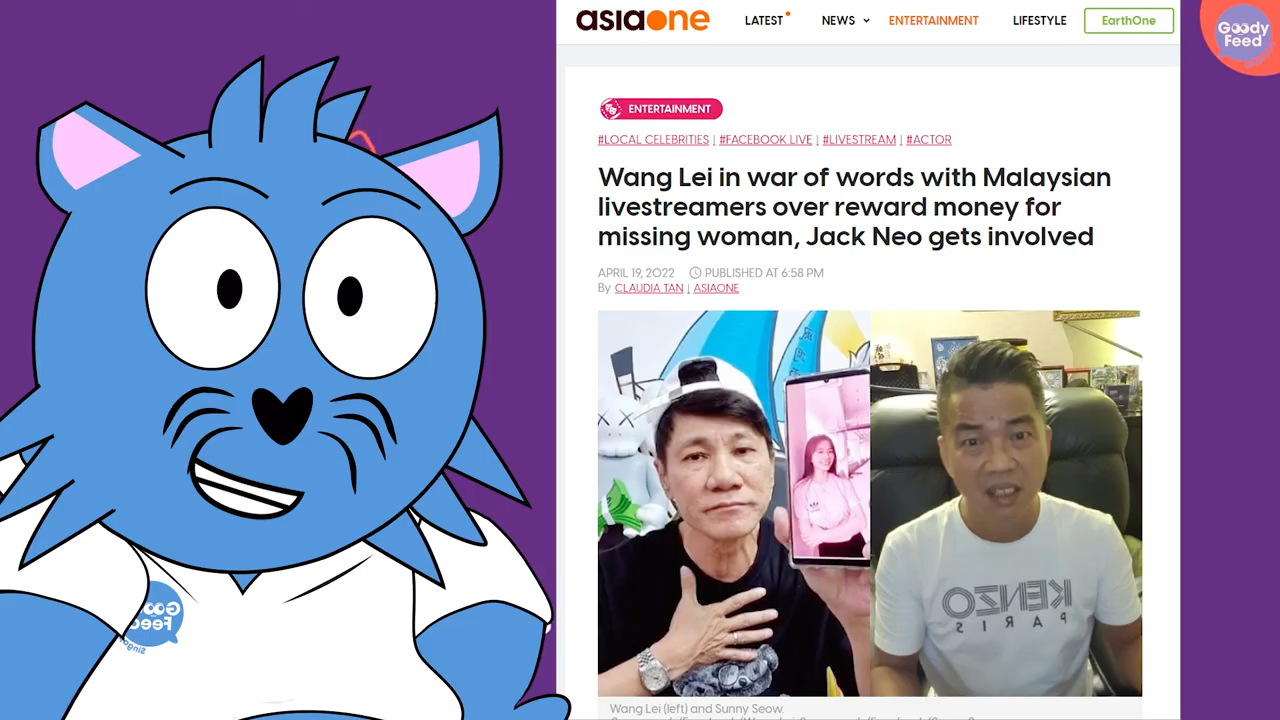 asiaone
LATEST NEWS ENTERTAINMENT LIFESTYLE EarthOne
Goody
Feed
ENTERTAINMENT
#LOCAL CELEBRITIES | #FACEBOOK LIVE | #LIVESTREAM | #ACTOR
Wang Lei in war of words with Malaysian
livestreamers over reward money for
missing woman, Jack Neo gets involved
APRIL 19, 2022 PUBLISHED AT 6:58 PM
By CLAUDIA TAN | ASIAONE
KENZO
PARIS
Goody
Feed
Wang Lei (left) and Sunny Seow.